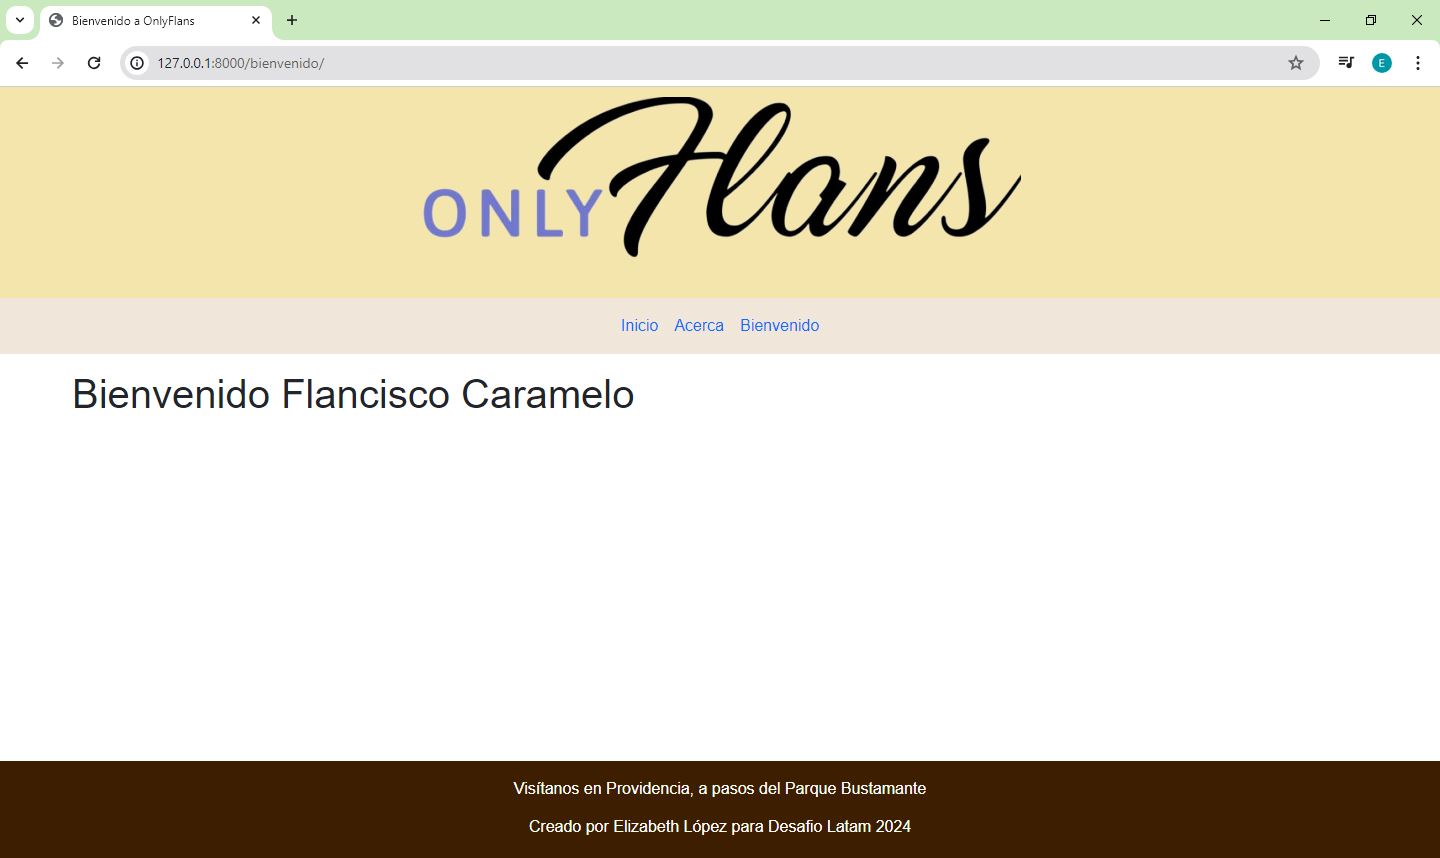 Bienvenido a OnlyFlans
127.0.0.1:8000/bienvenido/
E
ONLY Flans
Inicio Acerca Bienvenido
Bienvenido Flancisco Caramelo
Visítanos en Providencia, a pasos del Parque Bustamante
Creado por Elizabeth López para Desafio Latam 2024